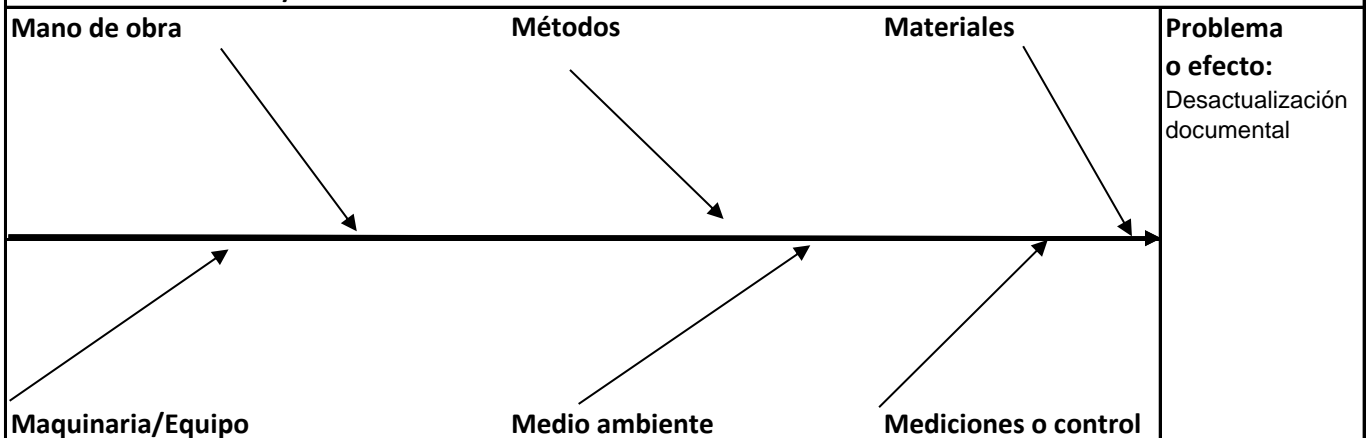 Mano de obra
Métodos
Materiales
Problema
o efecto:
Desactualización
documental
Maquinaria/Equipo
Medio ambiente
Mediciones o control